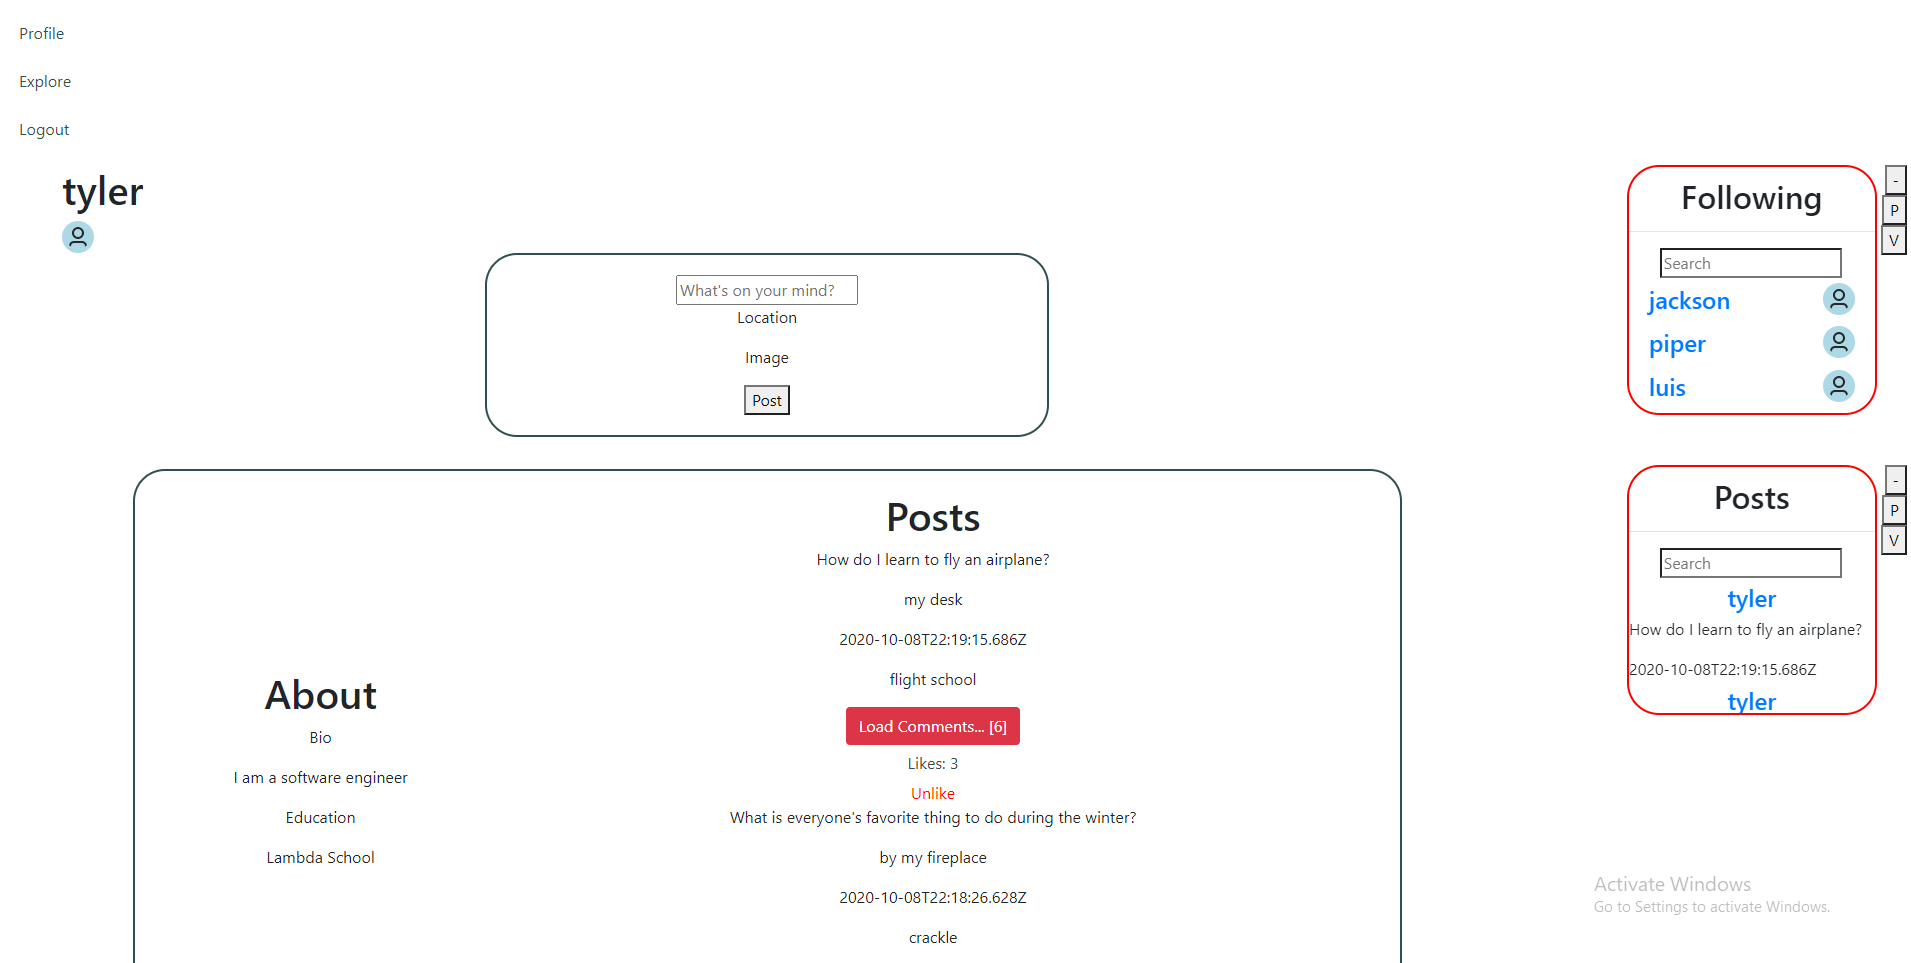 Profile
Explore
Logout
tyler
What's on your mind?
Location
Image
Post
About
Bio
I am a software engineer
Education
Lambda School
Posts
How do I learn to fly an airplane?
my desk
2020-10-08T22:19:15.686Z
flight school
Load Comments... [6]
Likes: 3
Unlike
What is everyone's favorite thing to do during the winter?
by my fireplace
2020-10-08T22:18:26.628Z
crackle
Following
Search
jackson
piper
luis
-
P
V
Posts
Search
tyler
How do I learn to fly an airplane?
2020-10-08T22:19:15.686Z
tyler
-
P
V
Activate Windows
Go to Settings to activate Windows.